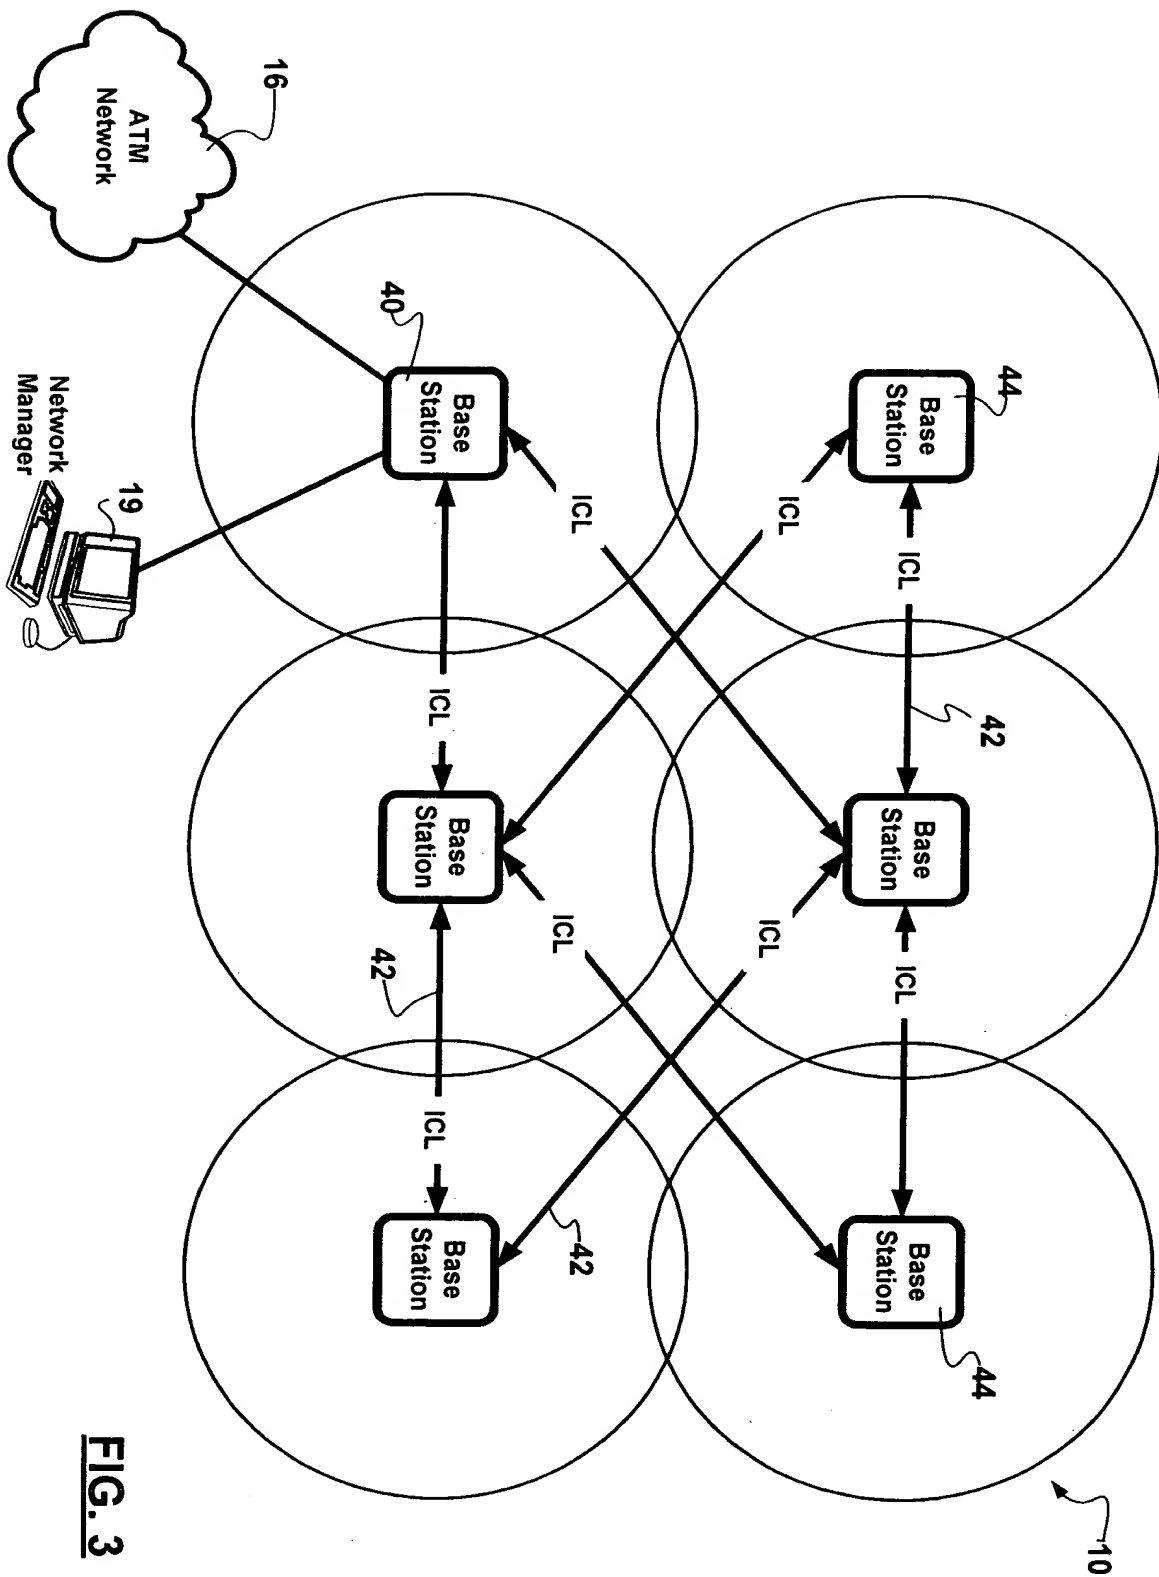 10
44
42
44
Base
Station
ICL
Base
Station
ICL
Base
Station
ICL
ICL
ICL
ICL
42
40
Base
Station
ICL
Base
Station
42
ICL
Base
Station
16
ATM
Network
19
Network
Manager
FIG. 3